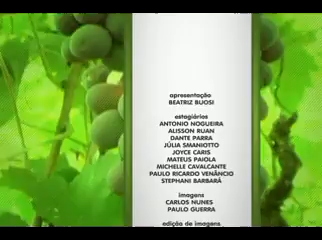 apresentação
BEATRIZ BUOSI
estagiários
ANTONIO NOGUEIRA
ALISSON RUAN
DANTE PARRA
JÚLIA SMANIOTTO
JOYCE CARIS
MATEUS PAIOLA
MICHELLE CAVALCANTE
PAULO RICARDO VENÂNCIO
STEPHANI BARBARÁ
imagens
CARLOS NUNES
PAULO GUERRA
edição de imagens